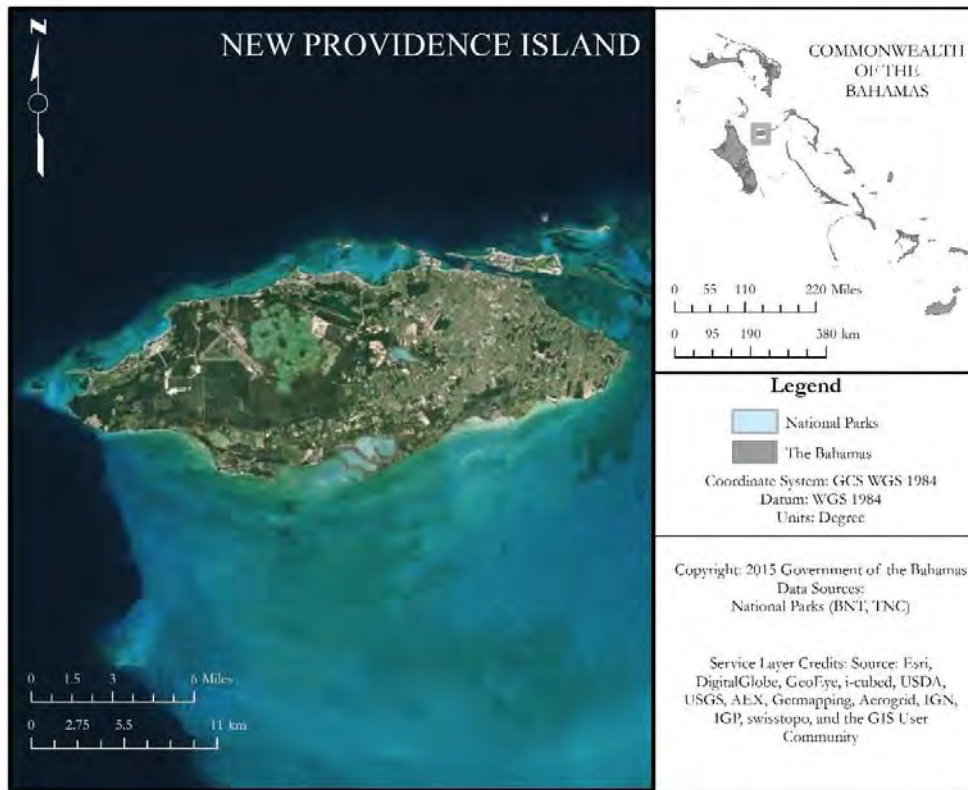 N
NEW PROVIDENCE ISLAND
0 1.5 3 6 Miles
0 2.75 5.5 11 km
COMMONWEALTH
OF THE
BAHAMAS
0 55 110 220 Miles
0 95 190 380 km
Legend
National Parks
The Bahamas
Coordinate System: GCS WGS 1984
Datum: WGS 1984
Units: Degree
Copyright: 2015 Government of the Bahamas
Data Sources:
National Parks (BNT, TNC)
Service Layer Credits: Source: Esri,
DigitalGlobe, GeoEye, i-cubed, USDA,
USGS, AEX, Getmapping, Aerogrid, IGN,
IGP, swisstopo, and the GIS User
Community